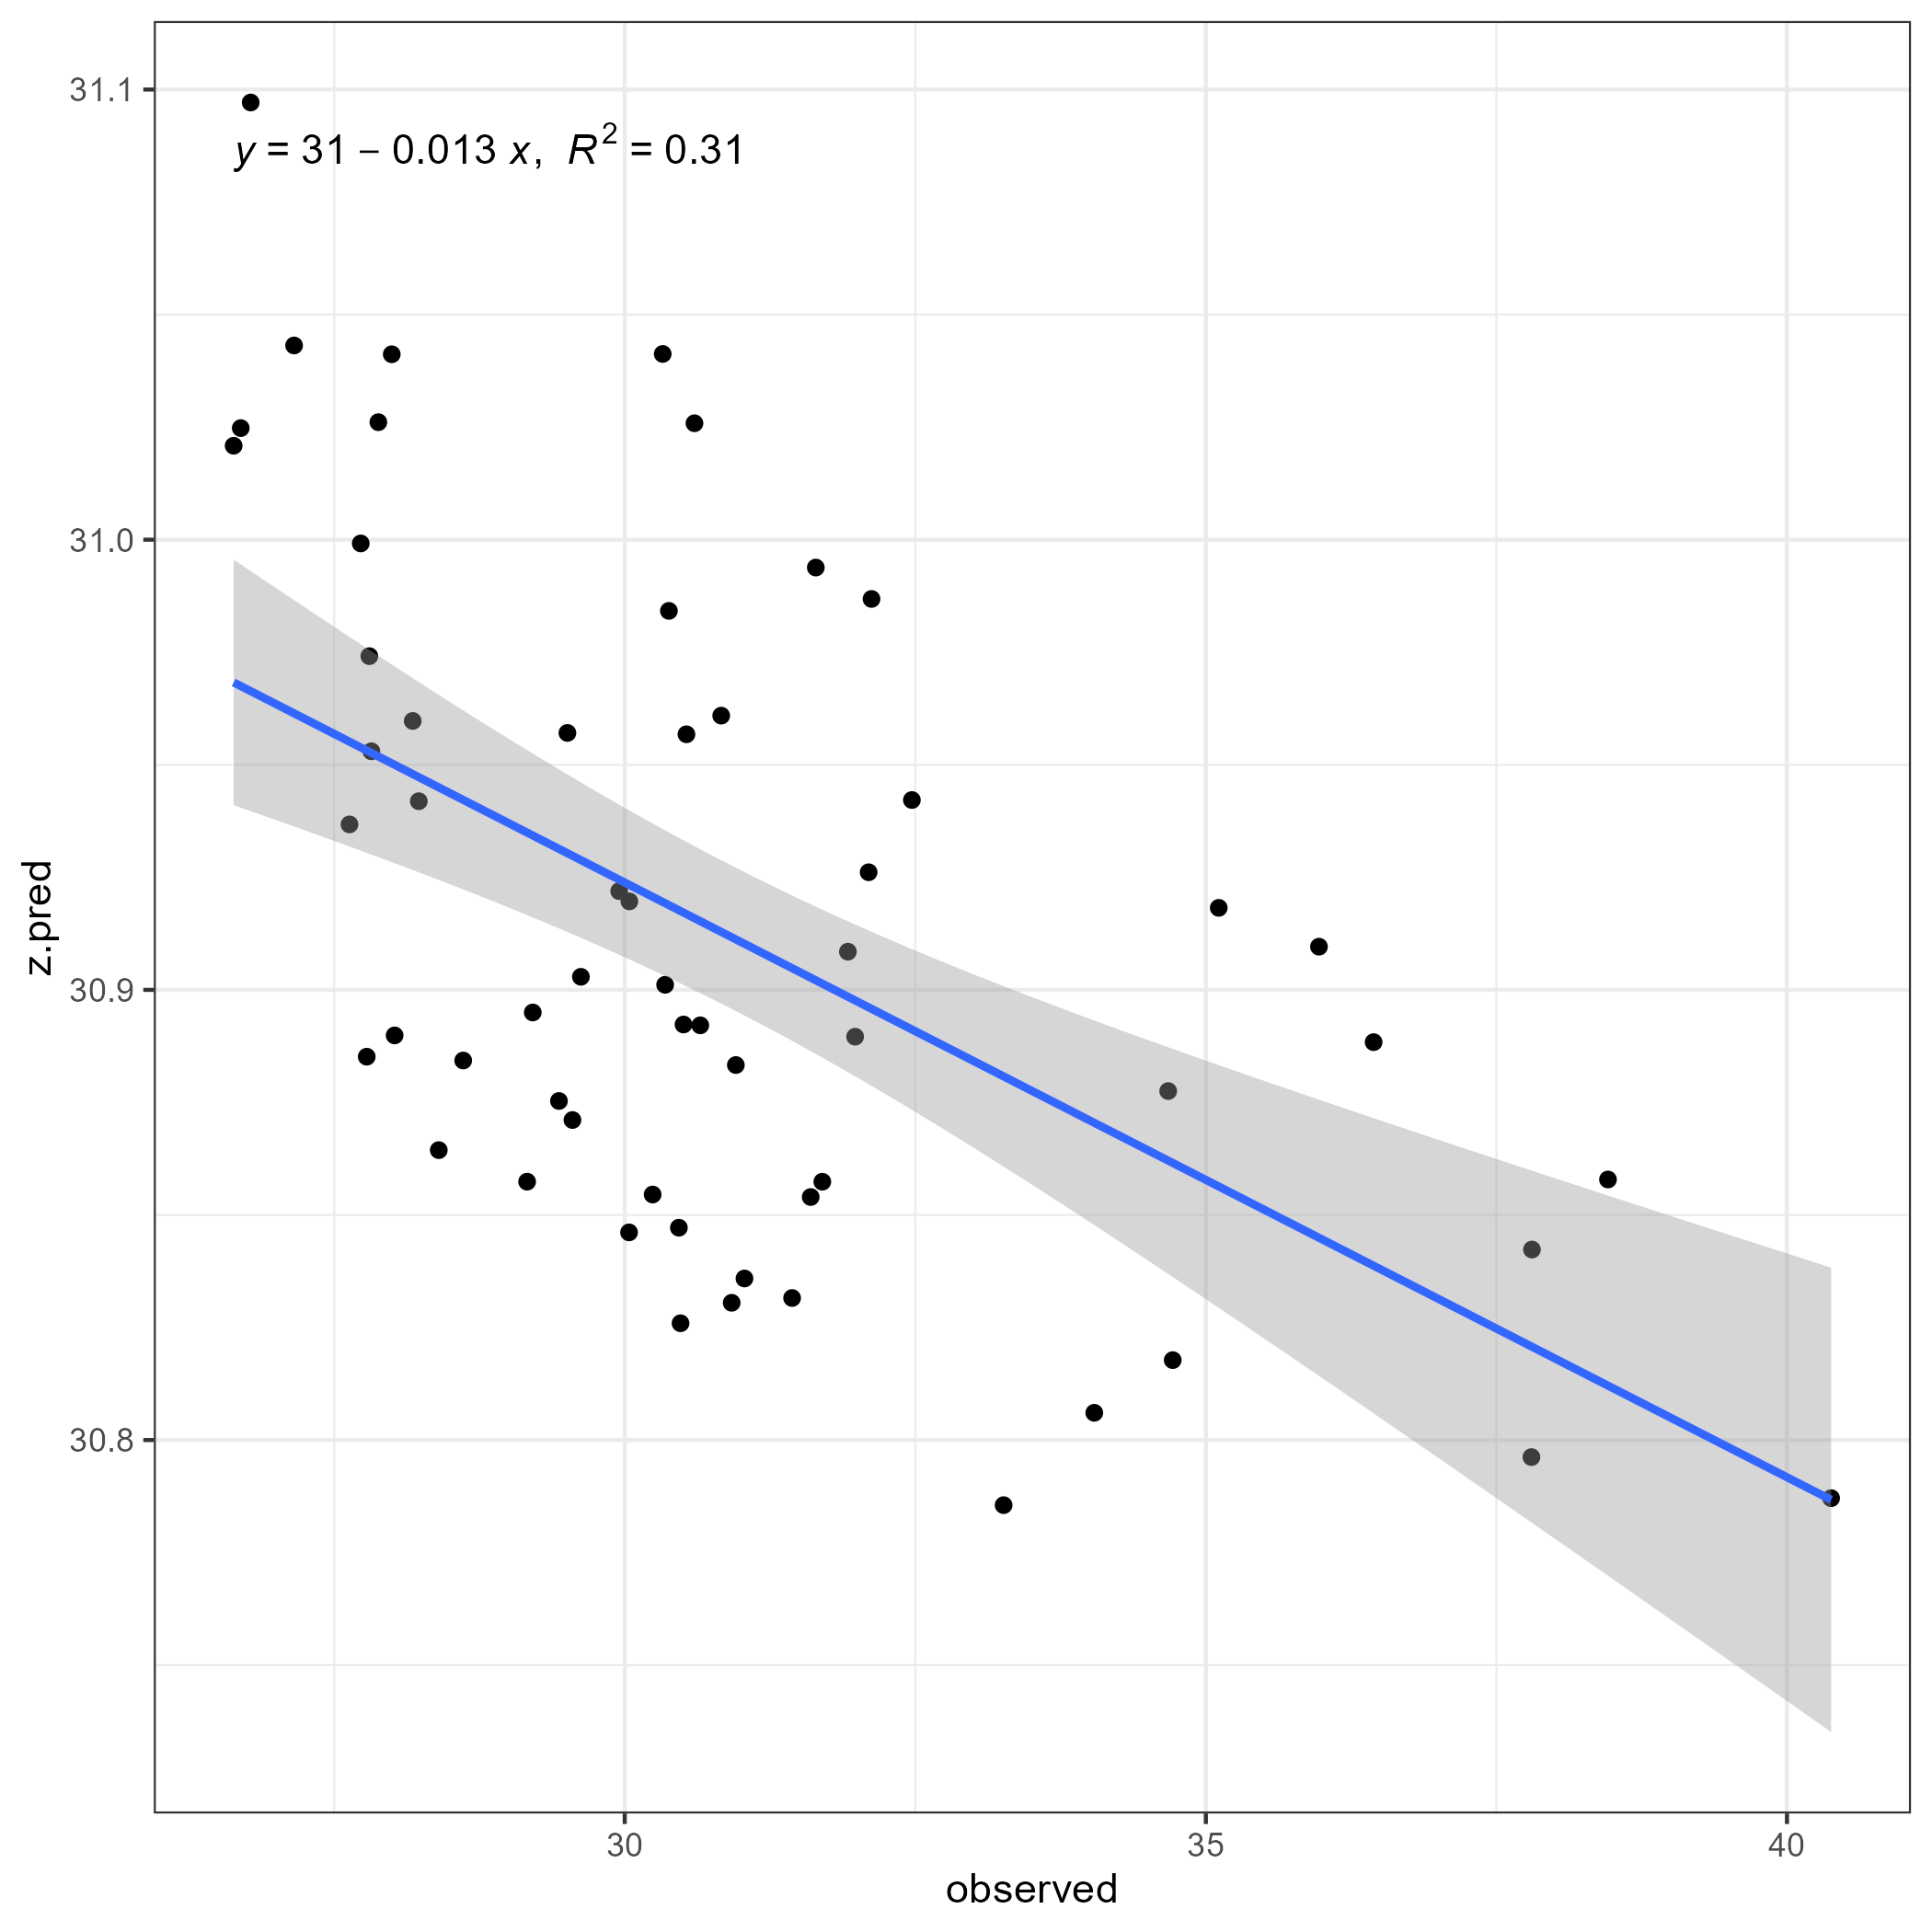 31.1
y = 31 – 0.013 x, R² = 0.31
31.0
z.pred
30.9
30.8
30 35 40
observed